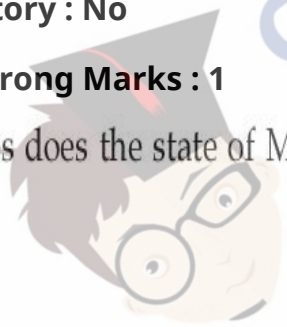 tory : No
rong Marks : 1
s does the state of M